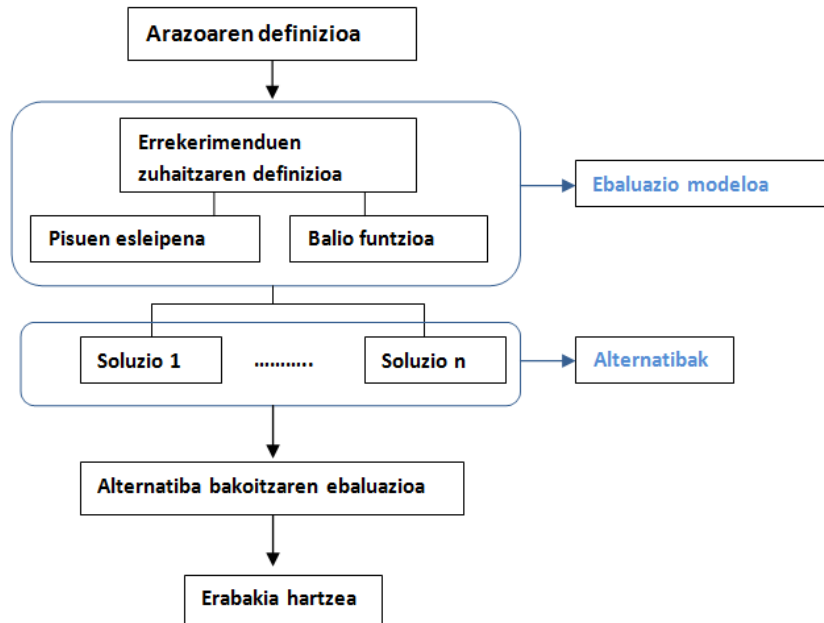 Arazoaren definizioa
Errekerimenduen
zuhaitzaren definizioa
Ebaluazio modeloa
Pisuen esleipena
Balio funtzioa
Soluzio 1
...........
Soluzio n
Alternatibak
Alternatiba bakoitzaren ebaluazioa
Erabakia hartzea